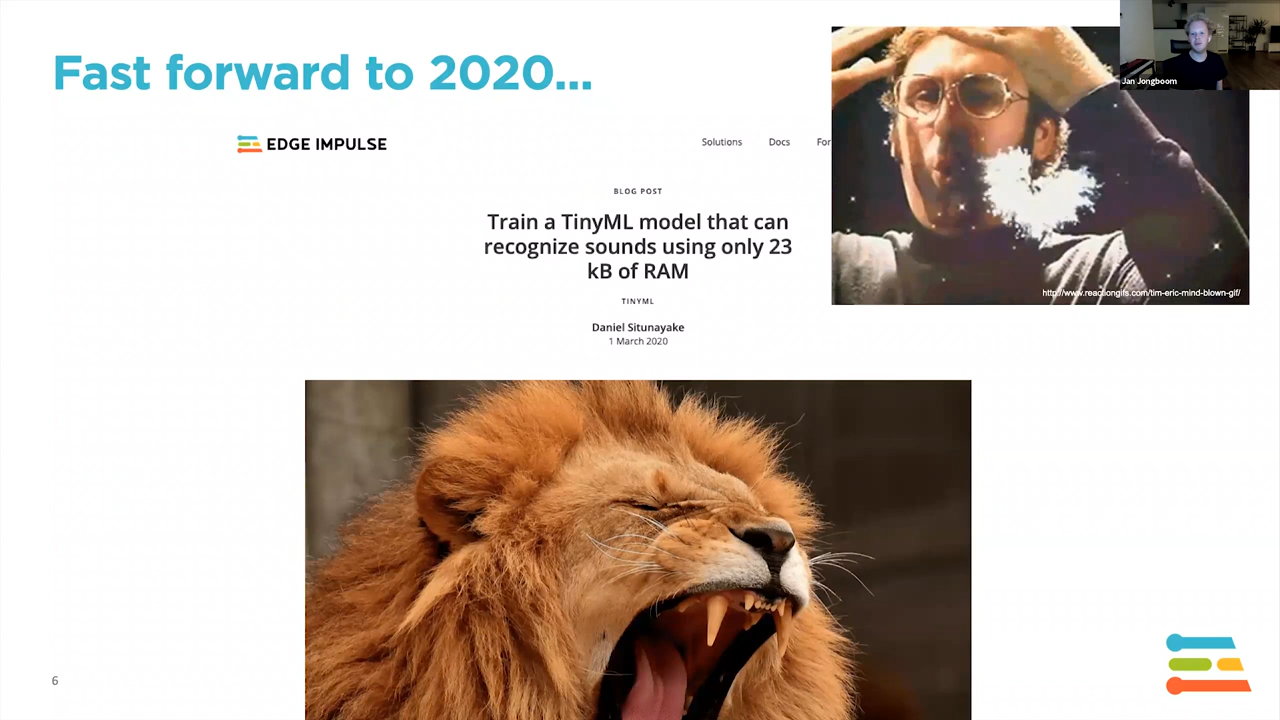 Fast forward to 2020...
Jan Jongboom
EDGE IMPULSE
Solutions Docs For
BLOG POST
Train a TinyML model that can
recognize sounds using only 23
kB of RAM
TINYML
Daniel Situnayake
1 March 2020
http://www.reactiongifs.com/tim-eric-mind-blown-gif/
6